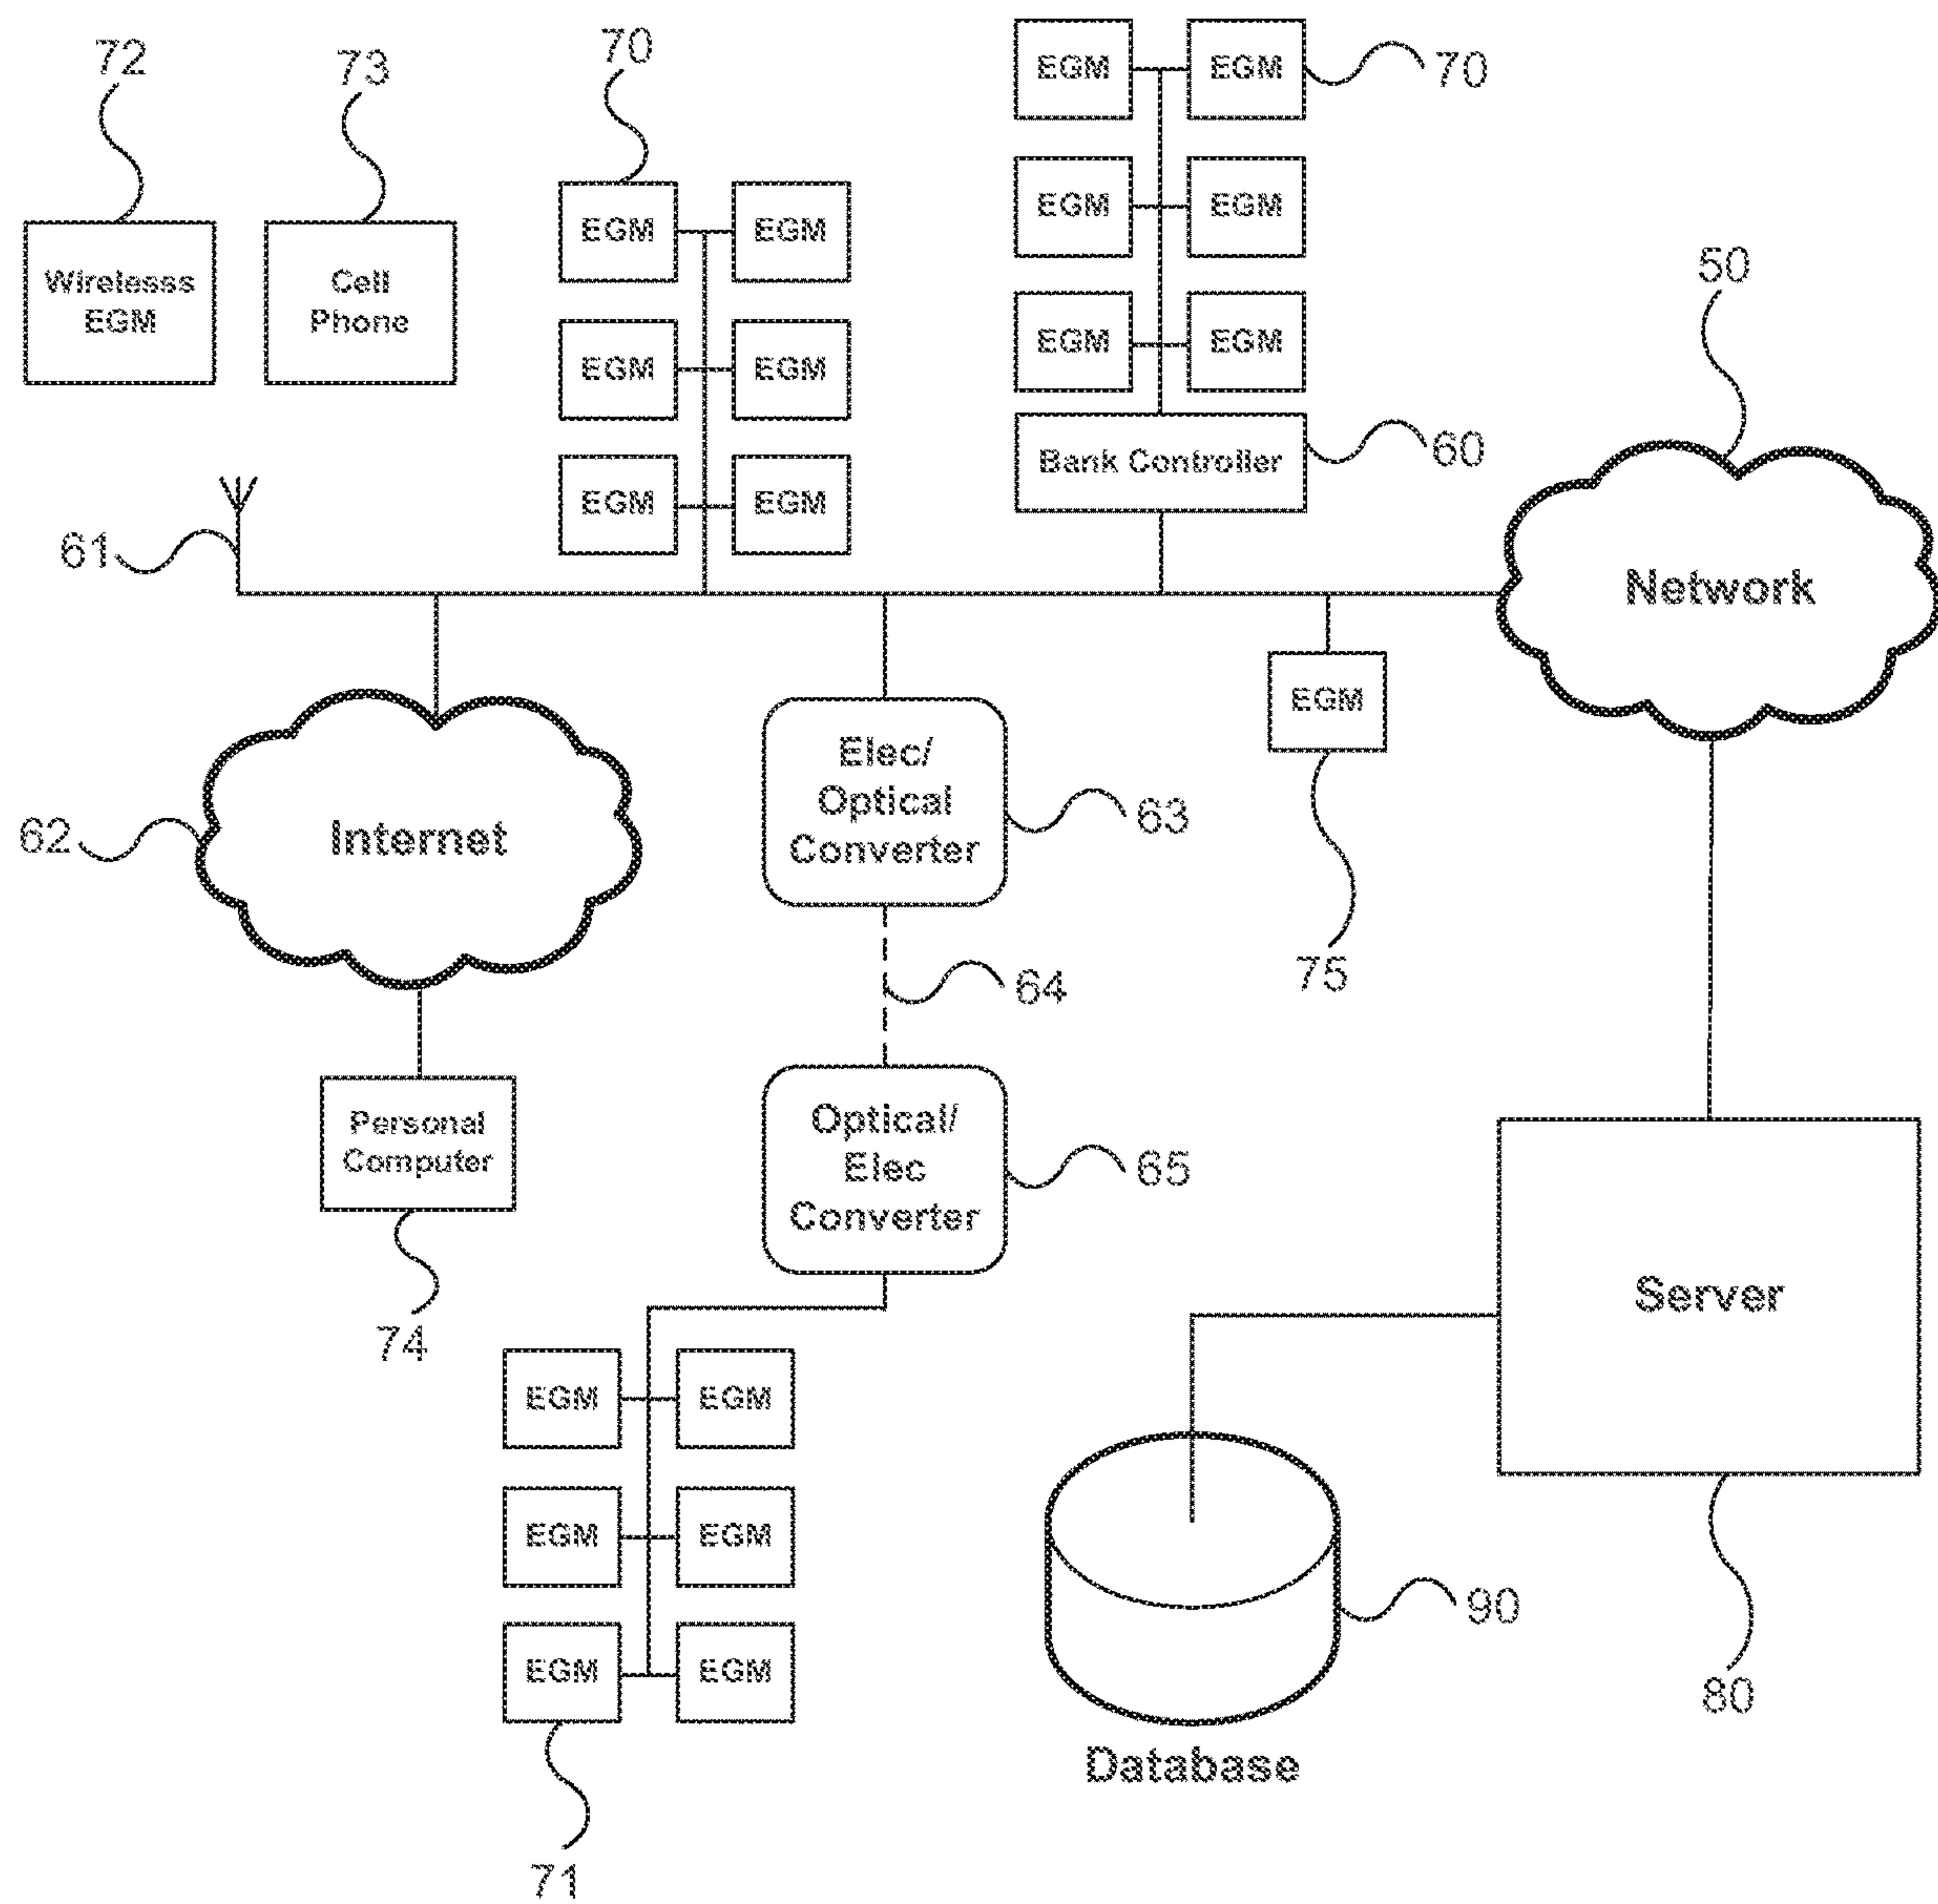 72
73
70
EGM EGM
70
Wirelesss
EGM
Cell
Phone
EGM EGM
EGM EGM
50
EGM EGM
EGM EGM
Bank Controller
60
EGM EGM
61
Network
EGM
Elec/
Optical
Converter
63
62
Internet
75
64
Personal
Computer
Optical/
Elec
Converter
65
74
Server
EGM EGM
EGM EGM
90
EGM EGM
80
Database
71